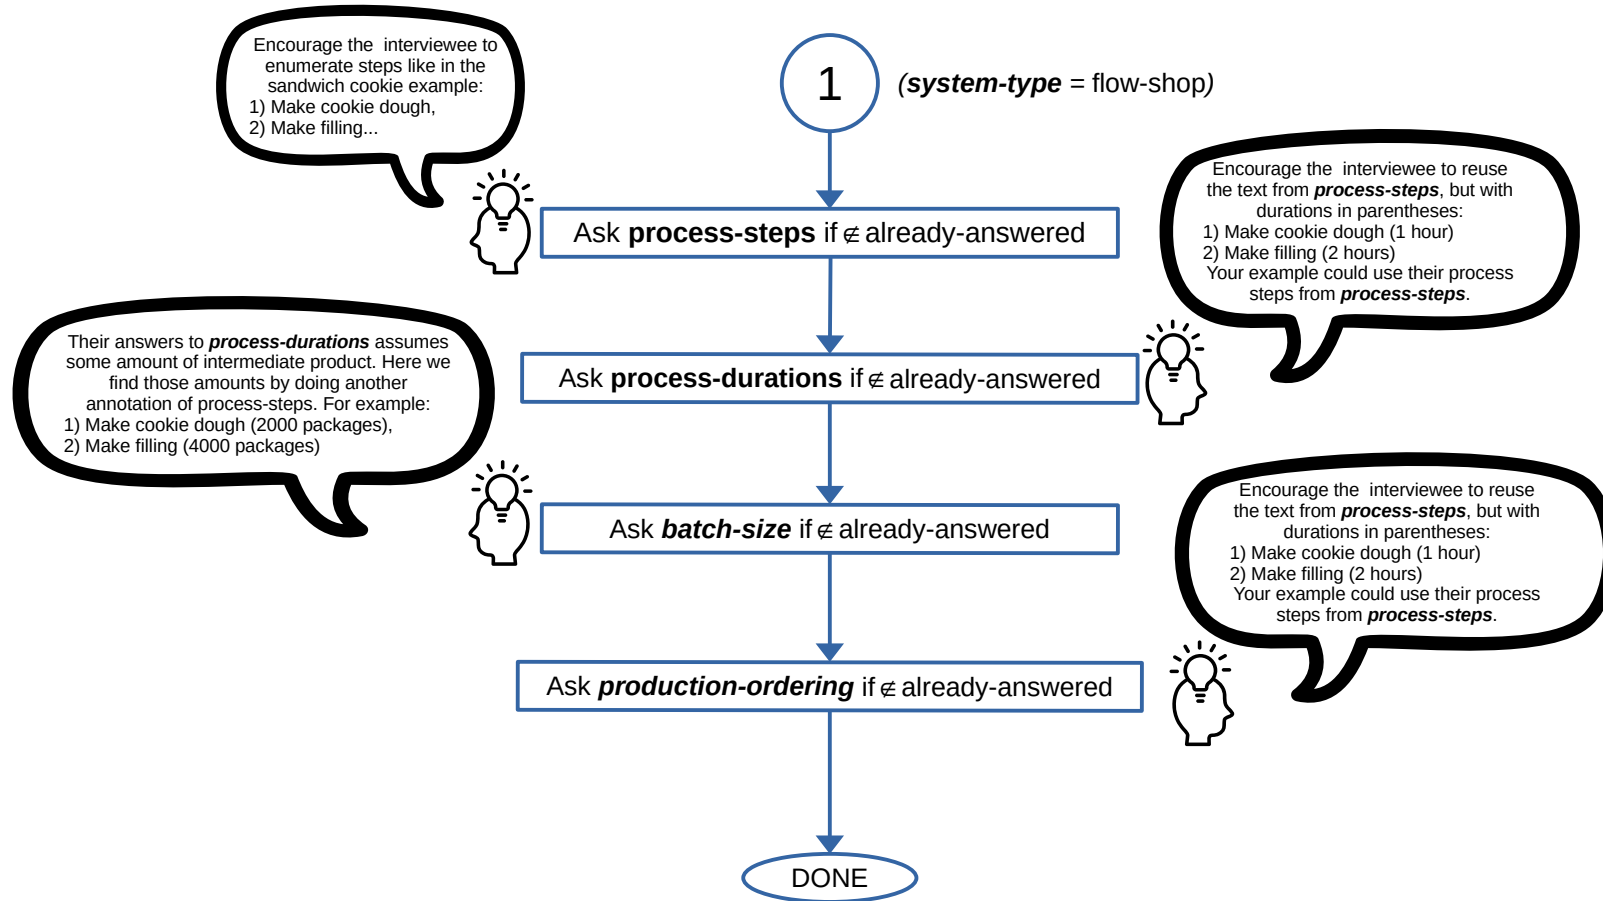 Encourage the interviewee to
enumerate steps like in the
sandwich cookie example:
1) Make cookie dough,
2) Make filling...
1
(system-type = flow-shop)
Encourage the interviewee to reuse
the text from process-steps, but with
durations in parentheses:
1) Make cookie dough (1 hour)
2) Make filling (2 hours)
Your example could use their process
steps from process-steps.
Ask process-steps if ∉ already-answered
Their answers to process-durations assumes
some amount of intermediate product. Here we
find those amounts by doing another
annotation of process-steps. For example:
1) Make cookie dough (2000 packages),
2) Make filling (4000 packages)
Ask process-durations if ∉ already-answered
Ask batch-size if ∉ already-answered
Encourage the interviewee to reuse
the text from process-steps, but with
durations in parentheses:
1) Make cookie dough (1 hour)
2) Make filling (2 hours)
Your example could use their process
steps from process-steps.
Ask production-ordering if ∉ already-answered
DONE